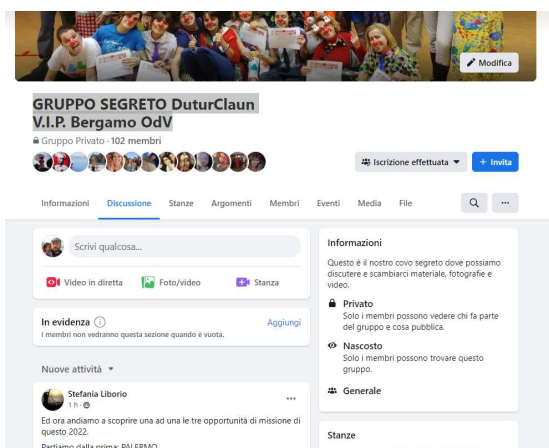 Modifica
GRUPPO SEGRETO DuturClaun
V.I.P. Bergamo OdV
Gruppo Privato · 102 membri
Iscrizione effettuata
+ Invita
Informazioni
Discussione
Stanze
Argomenti
Membri
Eventi
Media
File
Scrivi qualcosa...
Video in diretta
Foto/video
Stanza
In evidenza
Aggiungi
I membri non vedranno questa sezione quando è vuota.
Nuove attività
Stefania Liborio
1 h ·
Ed ora andiamo a scoprire una ad una le tre opportunità di missione di
questo 2022.
Partiamo dalla prima: PALERMO
Informazioni
Questo è il nostro covo segreto dove possiamo
discutere e scambiarci materiale, fotografie e
video.
Privato
Solo i membri possono vedere chi fa parte
del gruppo e cosa pubblica.
Nascosto
Solo i membri possono trovare questo
gruppo.
Generale
Stanze